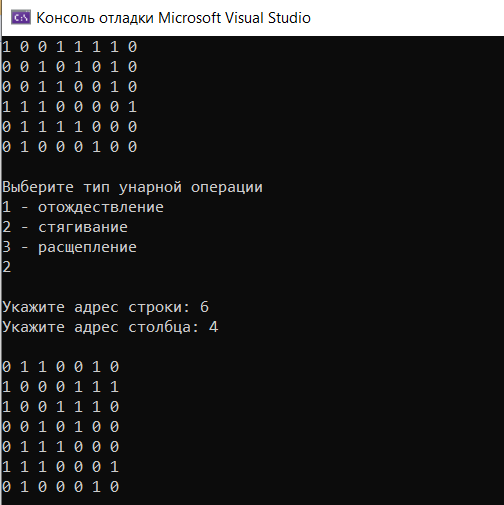 Консоль отладки Microsoft Visual Studio
1 0 0 1 1 1 1 0
0 0 1 0 1 0 1 0
0 0 1 1 0 0 1 0
1 1 1 0 0 0 0 1
0 1 1 1 1 0 0 0
0 1 0 0 0 1 0 0
Выберите тип унарной операции
1 - отождествление
2 - стягивание
3 - расщепление
2
Укажите адрес строки: 6
Укажите адрес столбца: 4
0 1 1 0 0 1 0
1 0 0 0 1 1 1
1 0 0 1 1 1 0
0 0 1 0 1 0 0
0 1 1 1 0 0 0
1 1 1 0 0 0 1
0 1 0 0 0 1 0